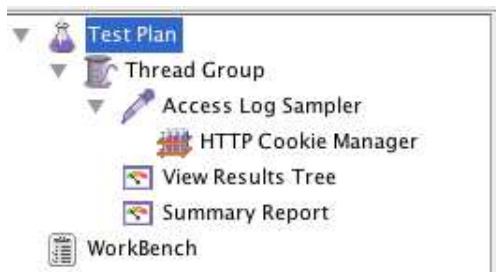 Test Plan
Thread Group
Access Log Sampler
HTTP Cookie Manager
View Results Tree
Summary Report
WorkBench